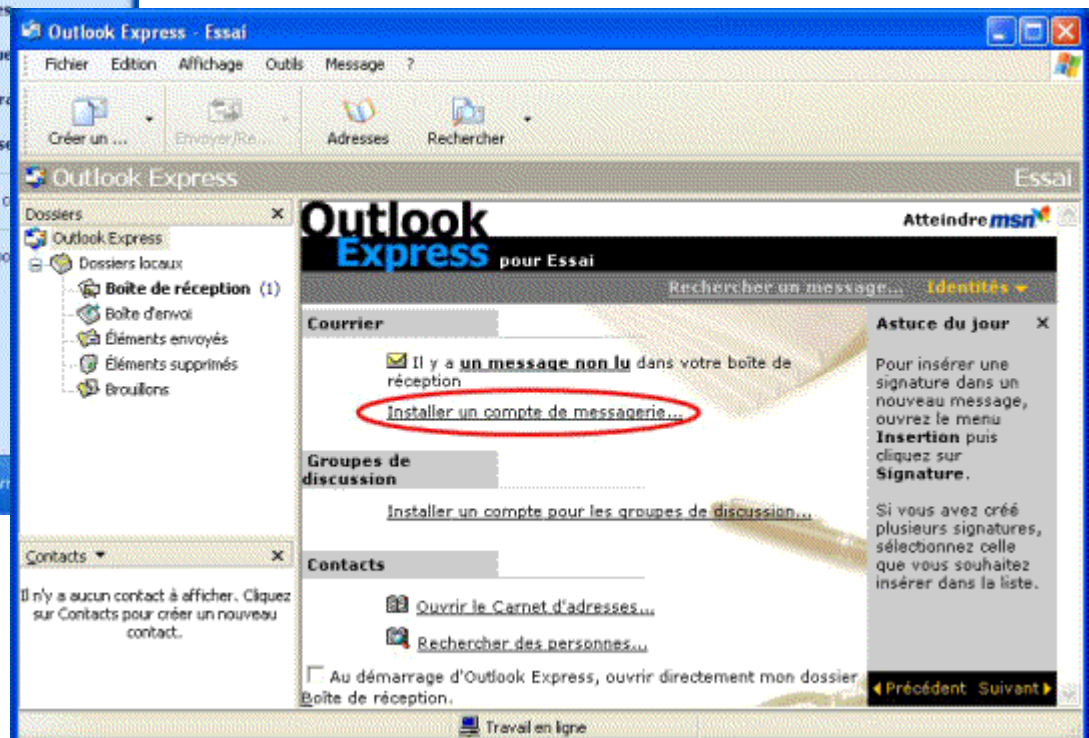 Outlook Express - Essai
Fichier Edition Affichage Outils Message ?
Créer un ... Envoyer/Re... Adresses Rechercher
Outlook Express Essai
Dossiers
Outlook Express
Dossiers locaux
Boîte de réception (1)
Boîte d'envoi
Éléments envoyés
Éléments supprimés
Brouillons
Contacts
Il n'y a aucun contact à afficher. Cliquez
sur Contacts pour créer un nouveau
contact.
Outlook
Express pour Essai
Atteindre msn
Rechercher un message... Identités
Courrier
Il y a un message non lu dans votre boîte de
réception
Installer un compte de messagerie...
Groupes de
discussion
Installer un compte pour les groupes de discussion...
Contacts
Ouvrir le Carnet d'adresses...
Rechercher des personnes...
Au démarrage d'Outlook Express, ouvrir directement mon dossier
Boîte de réception.
Astuce du jour
Pour insérer une
signature dans un
nouveau message,
ouvrez le menu
Insertion puis
cliquez sur
Signature.
Si vous avez créé
plusieurs signatures,
sélectionnez celle
que vous souhaitez
insérer dans la liste.
Précédent Suivant
Travail en ligne